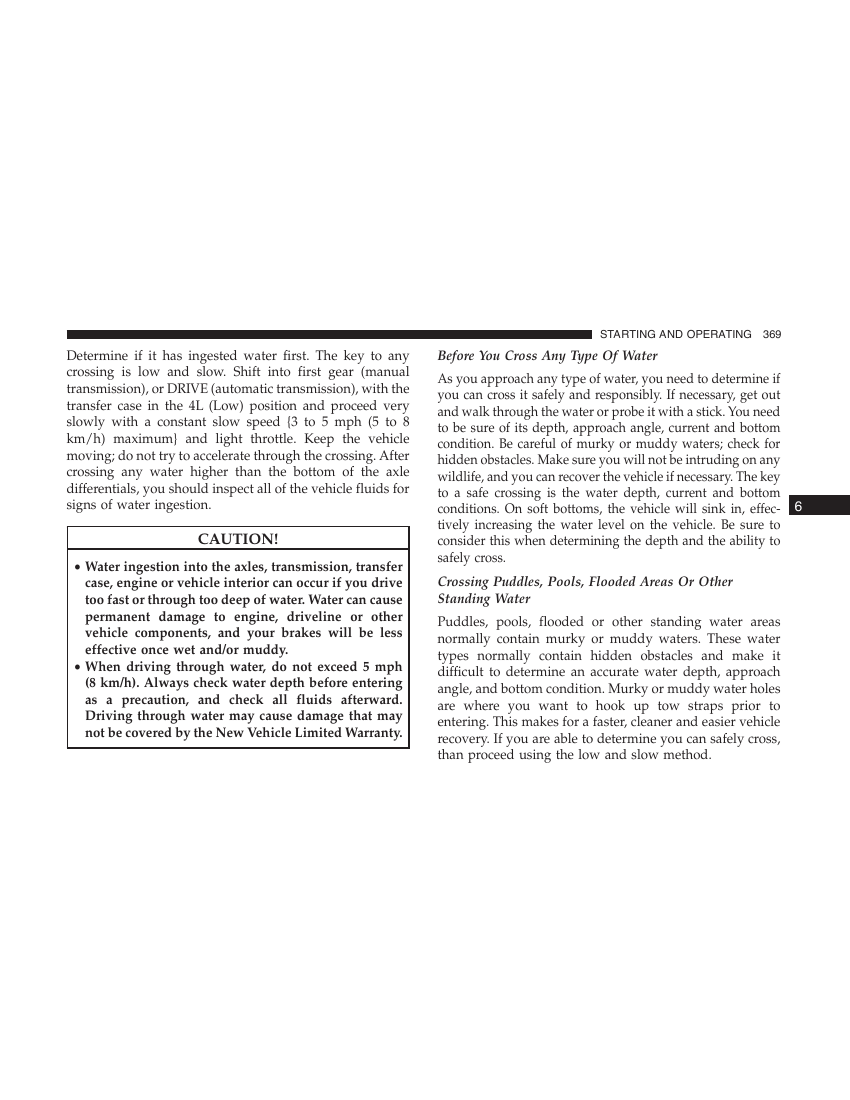 STARTING AND OPERATING 369
Determine if it has ingested water first. The key to any
crossing is low and slow. Shift into first gear (manual
transmission), or DRIVE (automatic transmission), with the
transfer case in the 4L (Low) position and proceed very
slowly with a constant slow speed {3 to 5 mph (5 to 8
km/h) maximum} and light throttle. Keep the vehicle
moving; do not try to accelerate through the crossing. After
crossing any water higher than the bottom of the axle
differentials, you should inspect all of the vehicle fluids for
signs of water ingestion.
CAUTION!
• Water ingestion into the axles, transmission, transfer
case, engine or vehicle interior can occur if you drive
too fast or through too deep of water. Water can cause
permanent damage to engine, driveline or other
vehicle components, and your brakes will be less
effective once wet and/or muddy.
• When driving through water, do not exceed 5 mph
(8 km/h). Always check water depth before entering
as a precaution, and check all fluids afterward.
Driving through water may cause damage that may
not be covered by the New Vehicle Limited Warranty.
Before You Cross Any Type Of Water
As you approach any type of water, you need to determine if
you can cross it safely and responsibly. If necessary, get out
and walk through the water or probe it with a stick. You need
to be sure of its depth, approach angle, current and bottom
condition. Be careful of murky or muddy waters; check for
hidden obstacles. Make sure you will not be intruding on any
wildlife, and you can recover the vehicle if necessary. The key
to a safe crossing is the water depth, current and bottom
conditions. On soft bottoms, the vehicle will sink in, effec-
tively increasing the water level on the vehicle. Be sure to
consider this when determining the depth and the ability to
safely cross.
Crossing Puddles, Pools, Flooded Areas Or Other
Standing Water
Puddles, pools, flooded or other standing water areas
normally contain murky or muddy waters. These water
types normally contain hidden obstacles and make it
difficult to determine an accurate water depth, approach
angle, and bottom condition. Murky or muddy water holes
are where you want to hook up tow straps prior to
entering. This makes for a faster, cleaner and easier vehicle
recovery. If you are able to determine you can safely cross,
than proceed using the low and slow method.
6